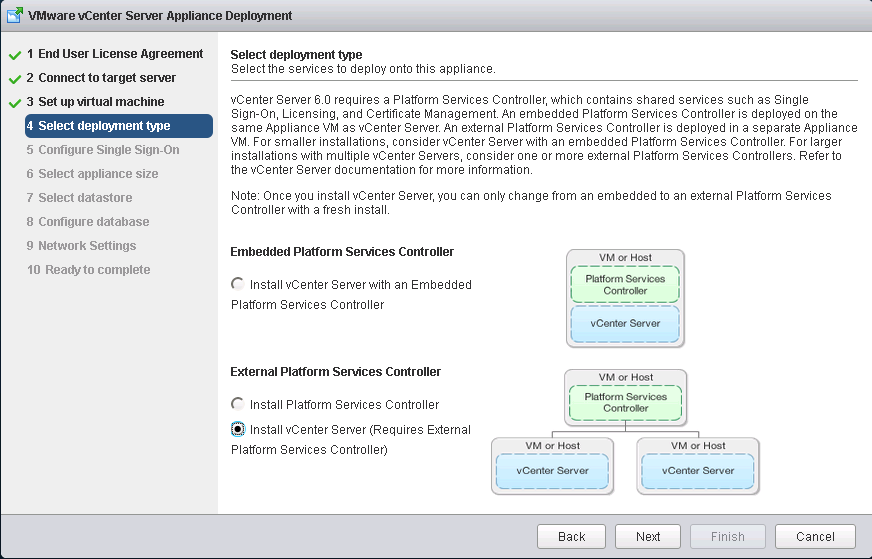 VMware vCenter Server Appliance Deployment
1 End User License Agreement
2 Connect to target server
3 Set up virtual machine
4 Select deployment type
5 Configure Single Sign-On
6 Select appliance size
7 Select datastore
8 Configure database
9 Network Settings
10 Ready to complete
Select deployment type
Select the services to deploy onto this appliance.
vCenter Server 6.0 requires a Platform Services Controller, which contains shared services such as Single
Sign-On, Licensing, and Certificate Management. An embedded Platform Services Controller is deployed on the
same Appliance VM as vCenter Server. An external Platform Services Controller is deployed in a separate Appliance
VM. For smaller installations, consider vCenter Server with an embedded Platform Services Controller. For larger
installations with multiple vCenter Servers, consider one or more external Platform Services Controllers. Refer to
the vCenter Server documentation for more information.
Note: Once you install vCenter Server, you can only change from an embedded to an external Platform Services
Controller with a fresh install.
Embedded Platform Services Controller
Install vCenter Server with an Embedded
Platform Services Controller
VM or Host
Platform Services
Controller
vCenter Server
External Platform Services Controller
Install Platform Services Controller
Install vCenter Server (Requires External
Platform Services Controller)
VM or Host
Platform Services
Controller
VM or Host
vCenter Server
VM or Host
vCenter Server
Back
Next
Finish
Cancel